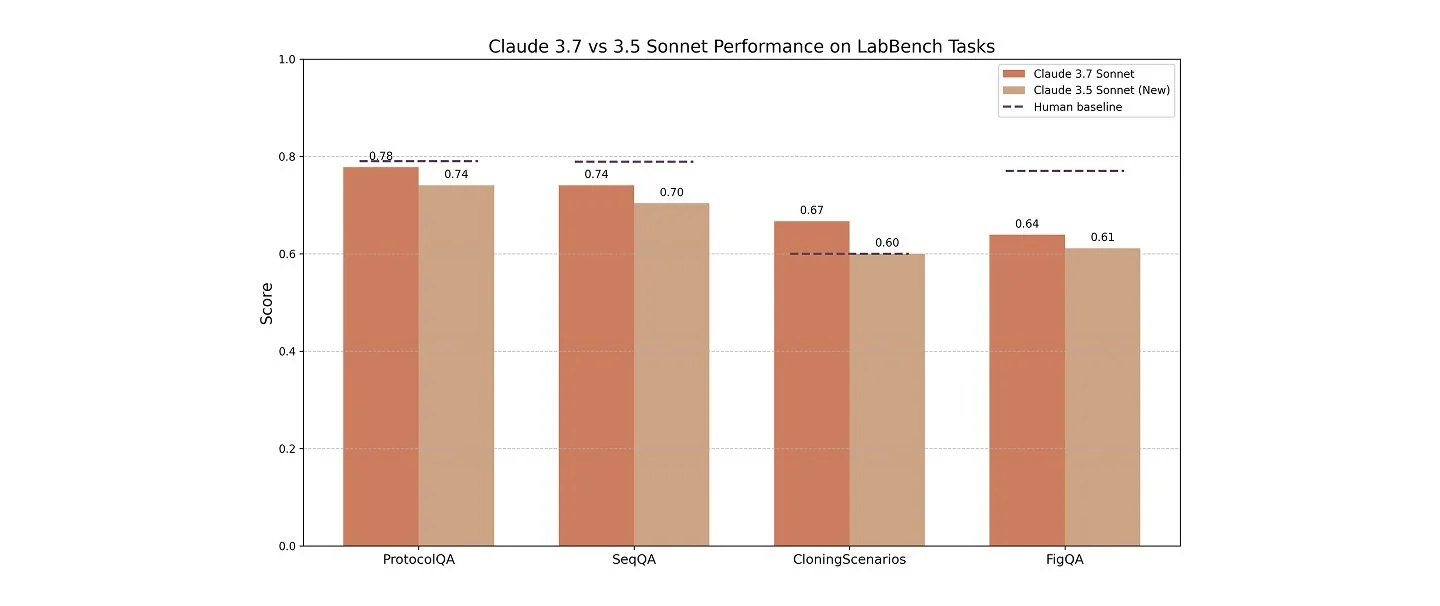 Claude 3.7 vs 3.5 Sonnet Performance on LabBench Tasks
Claude 3.7 Sonnet
Claude 3.5 Sonnet (New)
Human baseline
Score
1.0
0.8
0.6
0.4
0.2
0.0
0.78
0.74
0.74
0.70
0.67
0.60
0.64
0.61
ProtocolQA
SeqQA
CloningScenarios
FigQA